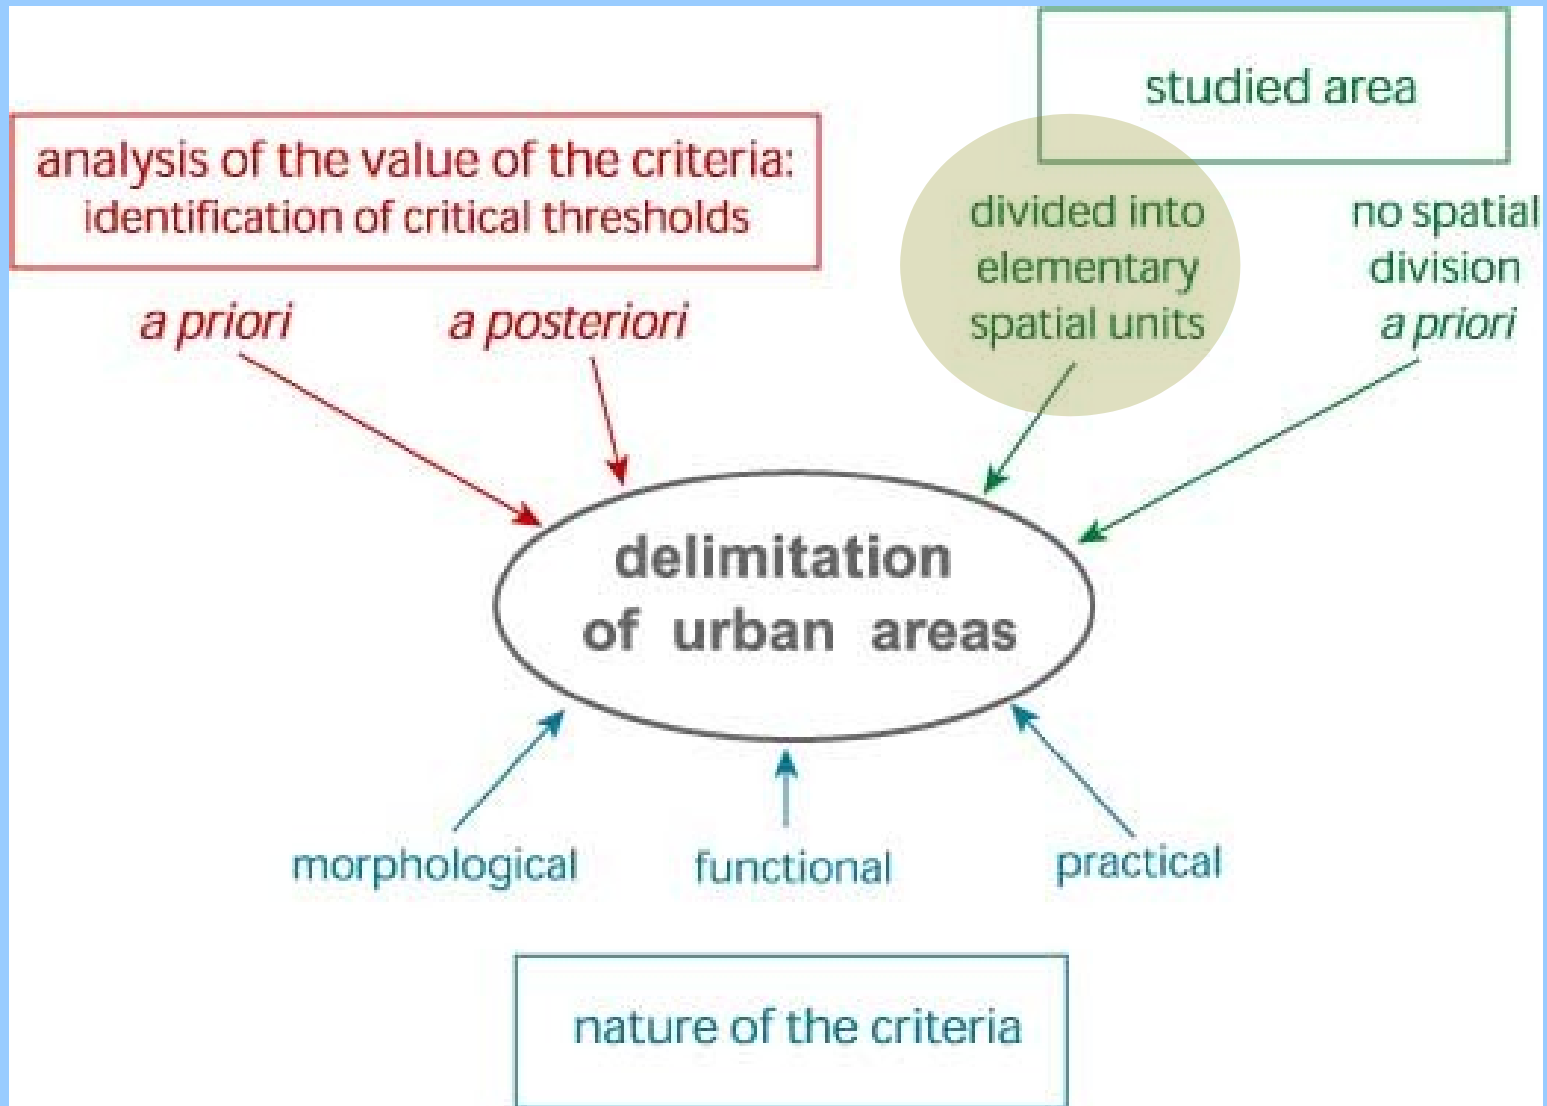 studied area
analysis of the value of the criteria:
identification of critical thresholds
a priori
a posteriori
divided into
elementary
spatial units
no spatial
division
a priori
delimitation
of urban areas
morphological
functional
practical
nature of the criteria